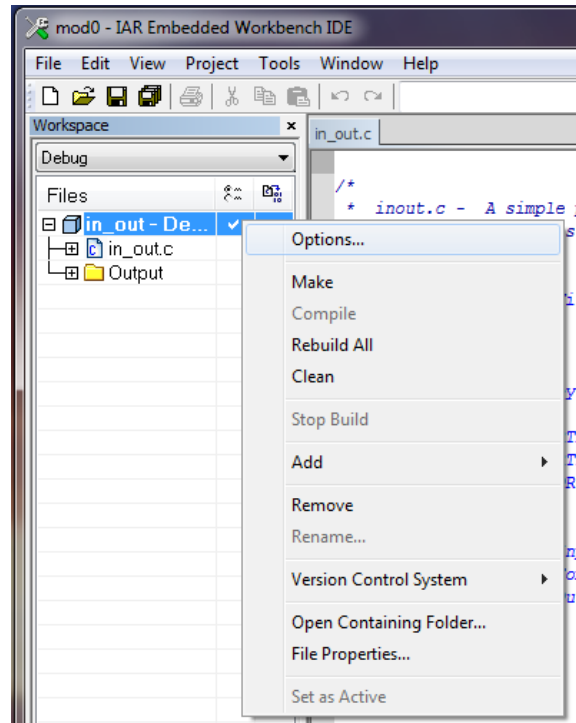 mod0 - IAR Embedded Workbench IDE
File Edit View Project Tools Window Help
Workspace x
in_out.c
Debug
Files
/*
* inout.c - A simple
in_out - De...
in_out.c
Output
Options...
Make
Compile
Rebuild All
Clean
Stop Build
Add
Remove
Rename...
Version Control System
Open Containing Folder...
File Properties...
Set as Active